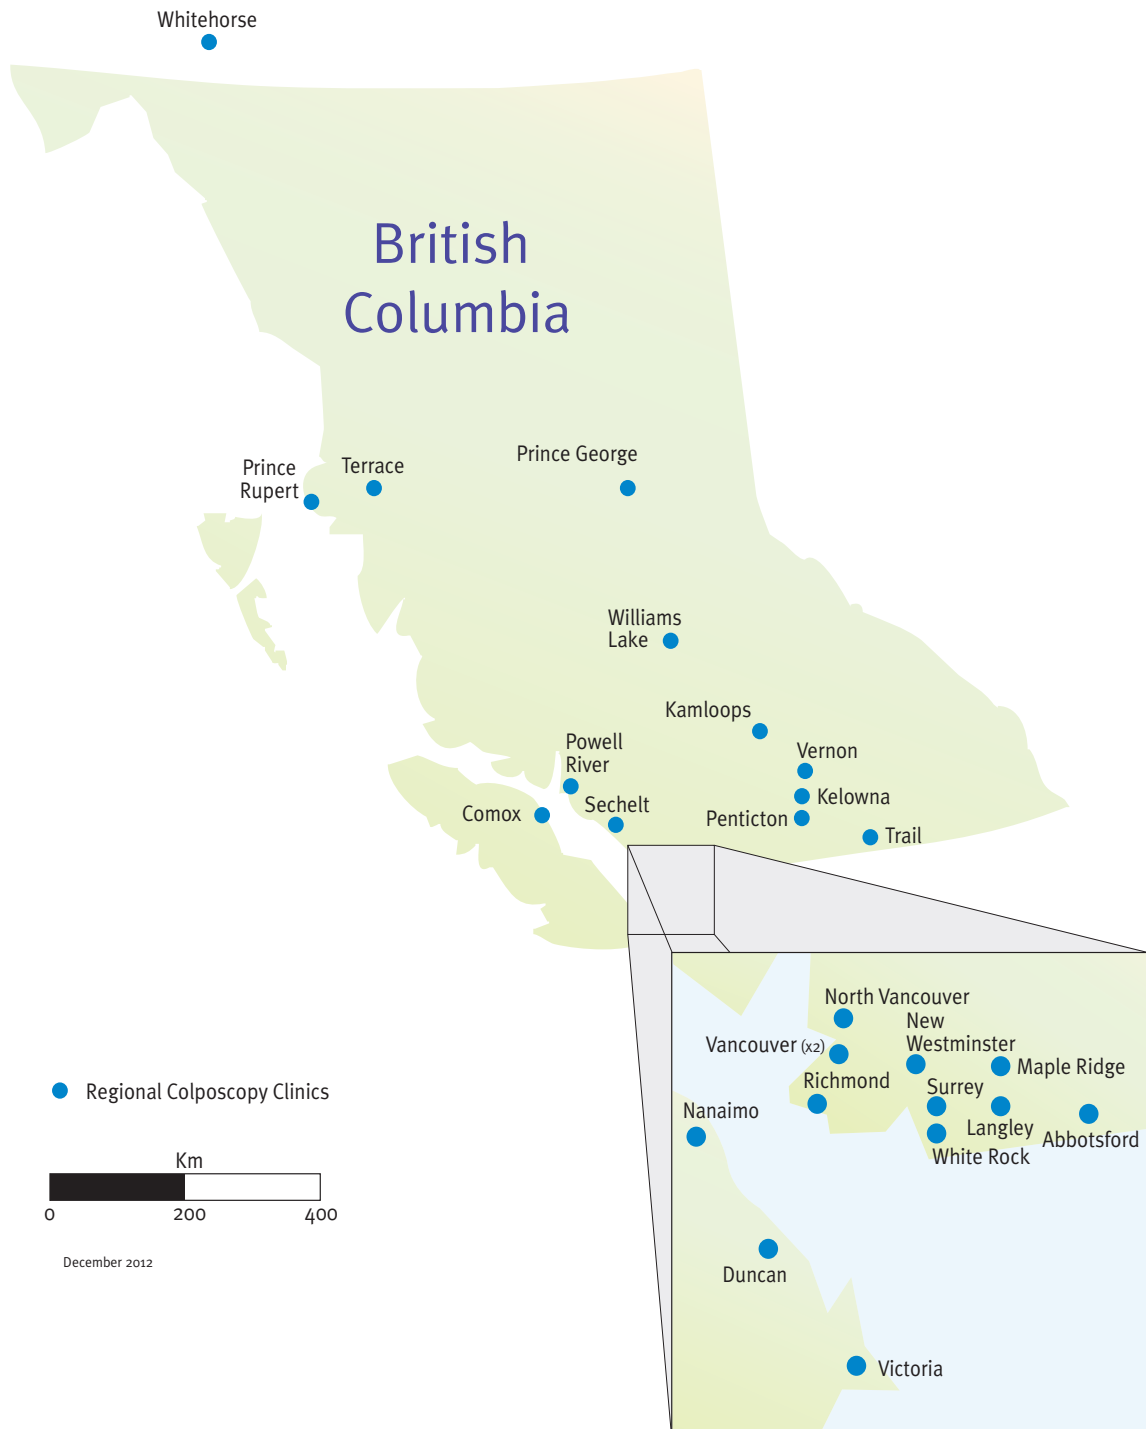 Whitehorse
British
Columbia
Prince
Rupert
Terrace
Prince George
Williams
Lake
Kamloops
Powell
River
Vernon
Sechelt
Kelowna
Comox
Penticton
Trail
North Vancouver
New
Westminster
Vancouver (x2)
Maple Ridge
Richmond
Surrey
Nanaimo
Langley
Abbotsford
White Rock
Duncan
Victoria
Regional Colposcopy Clinics
Km
0 200 400
December 2012